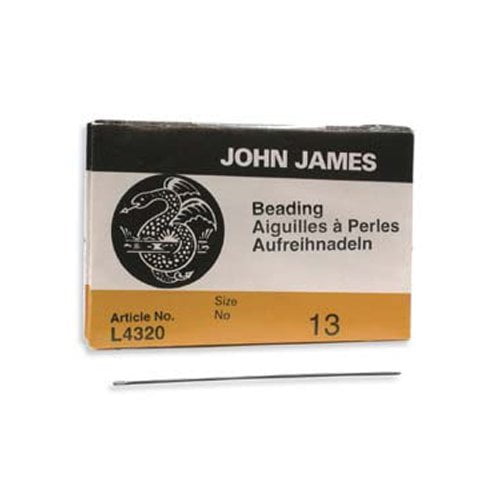 JOHN JAMES
Beading
Aiguilles à Perles
Aufreihnadeln
Article No.
L4320
Size
No
13